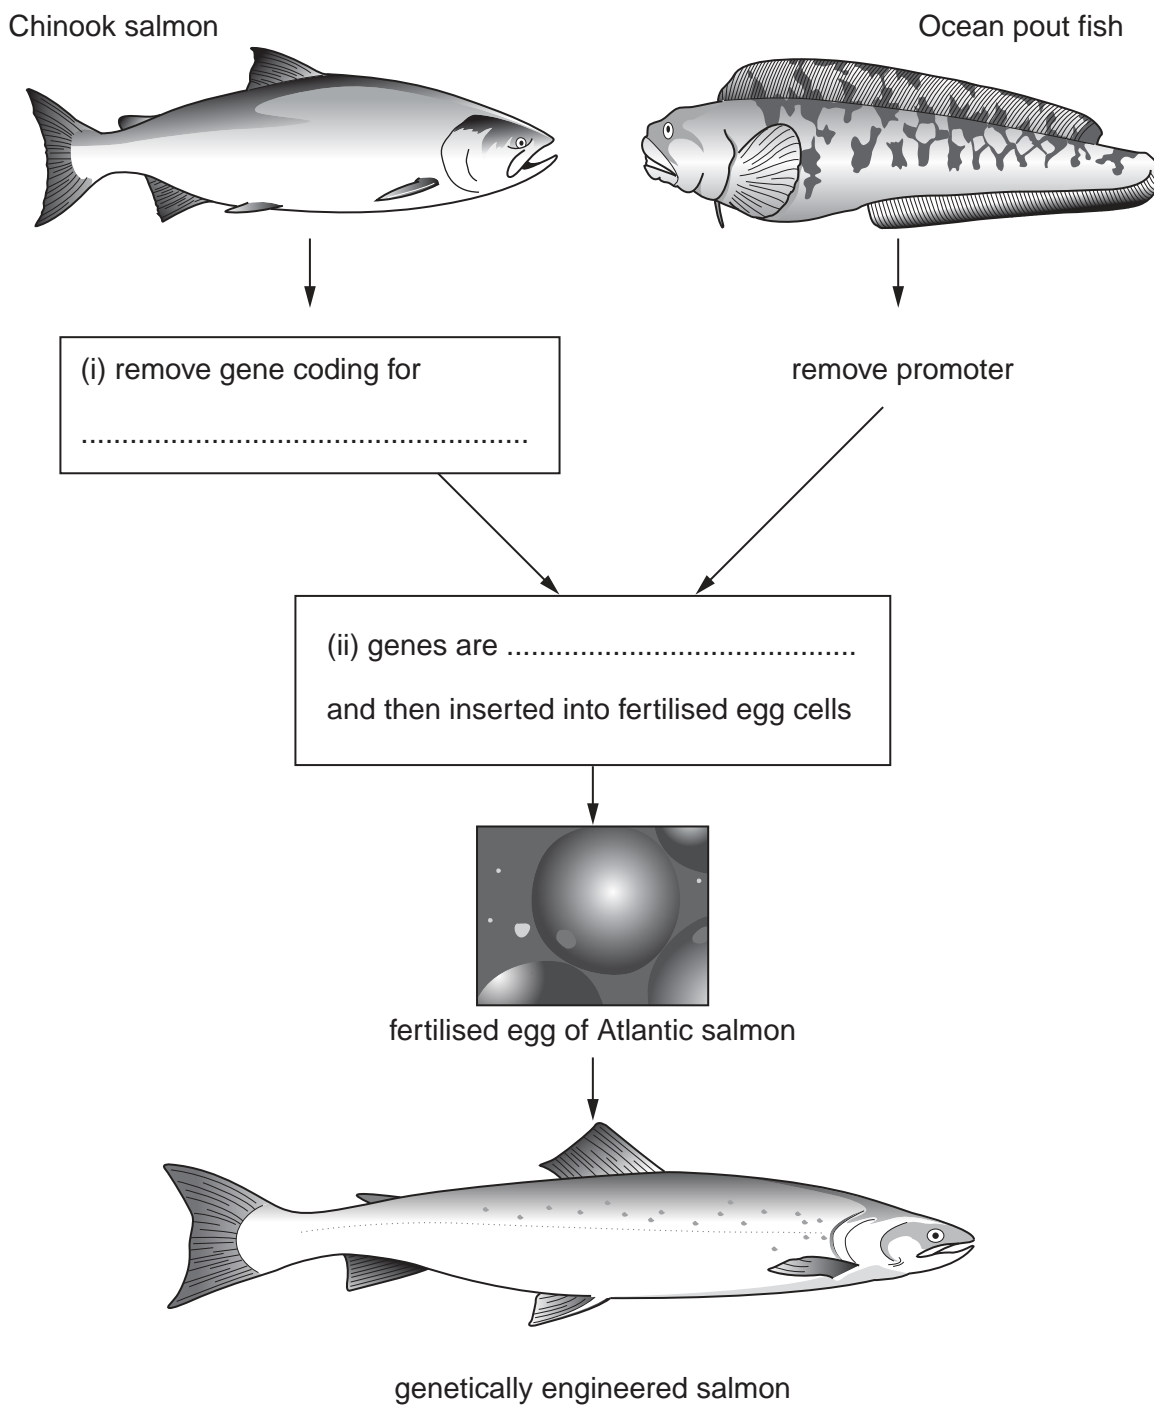 Chinook salmon
Ocean pout fish
(i) remove gene coding for
......................................................
remove promoter
(ii) genes are ..........................................
and then inserted into fertilised egg cells
fertilised egg of Atlantic salmon
genetically engineered salmon